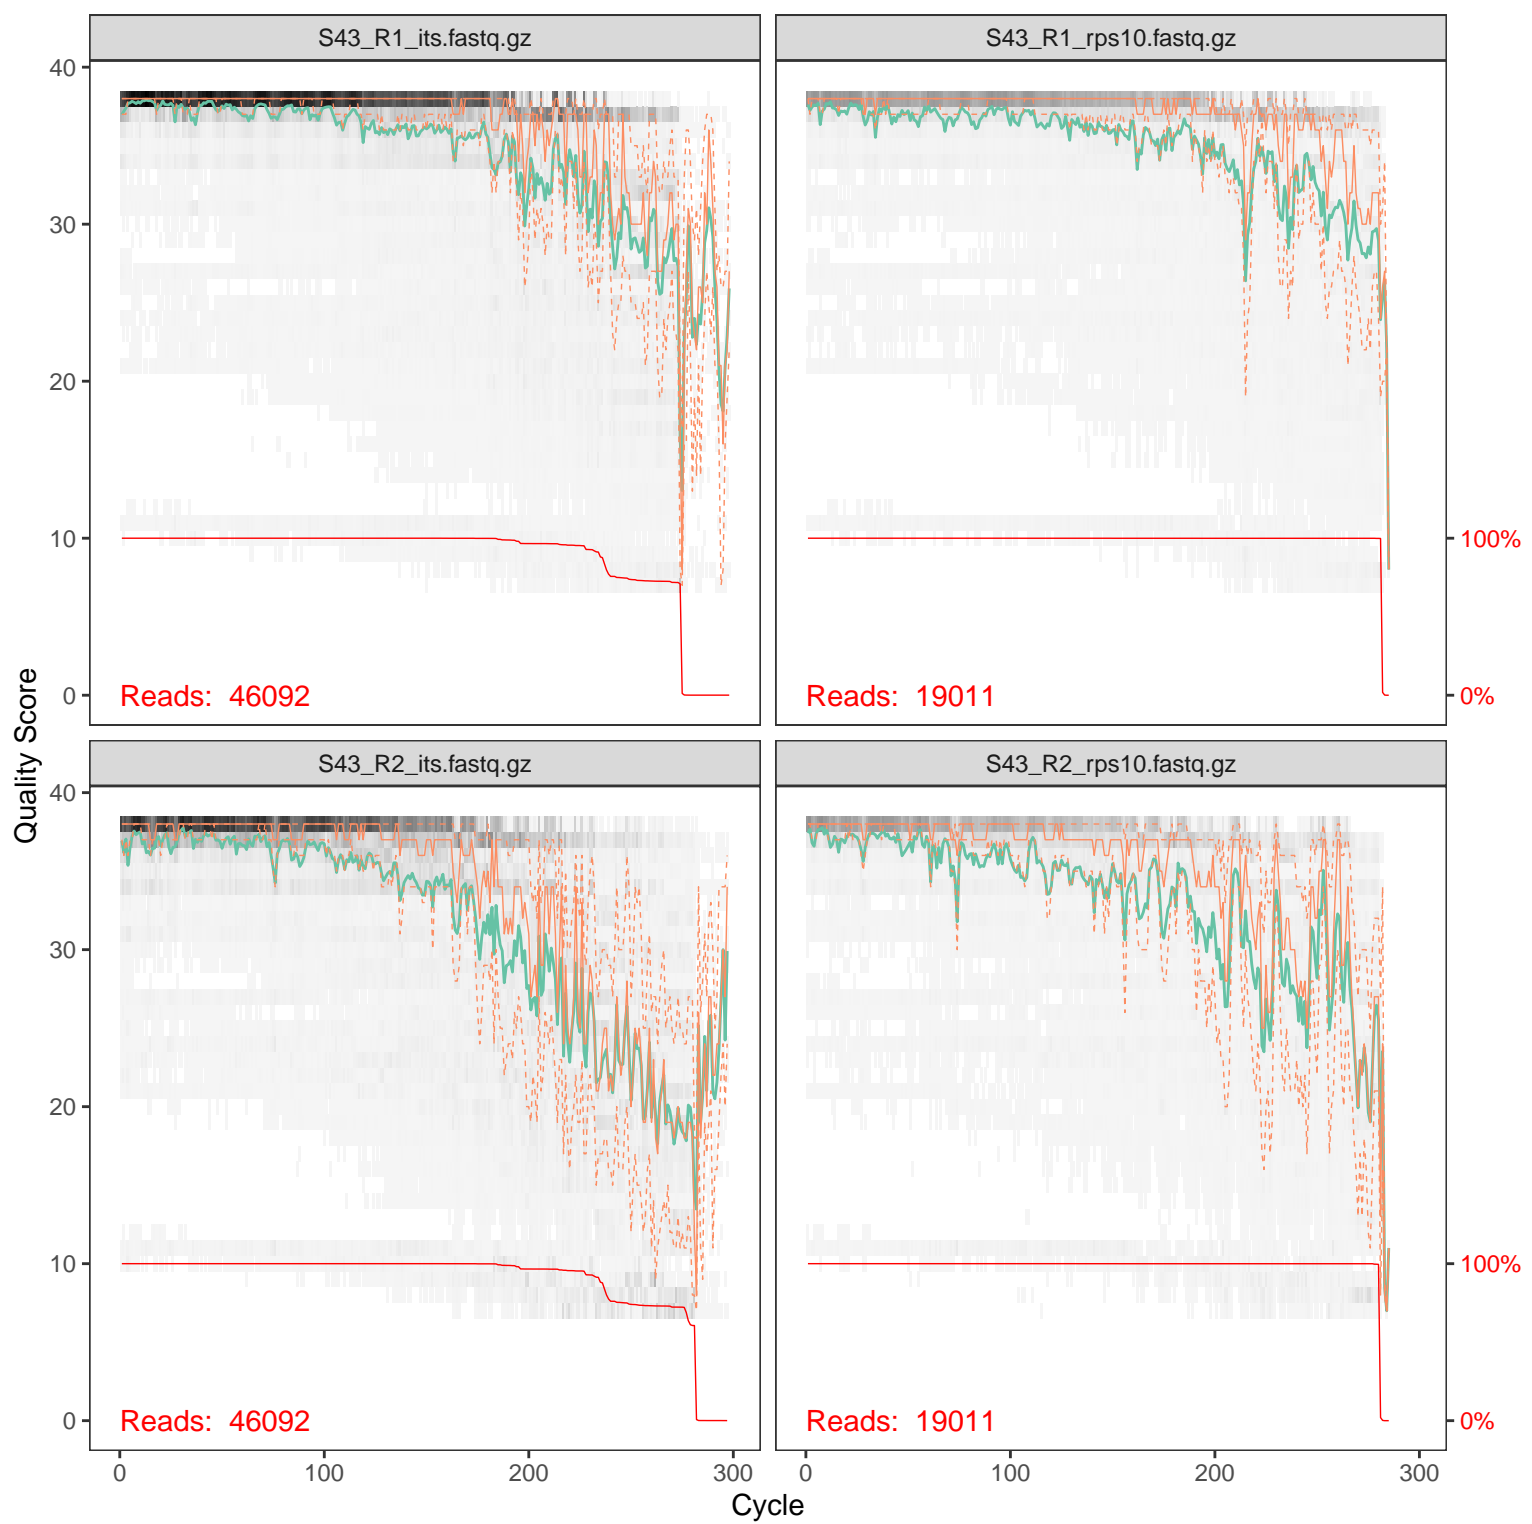 S43_R1_its.fastq.gz
S43_R1_rps10.fastq.gz
40
30
20
10
0
100%
0%
Reads: 46092
Reads: 19011
Quality Score
S43_R2_its.fastq.gz
S43_R2_rps10.fastq.gz
40
30
20
10
0
100%
0%
Reads: 46092
Reads: 19011
0 100 200 300
0 100 200 300
Cycle